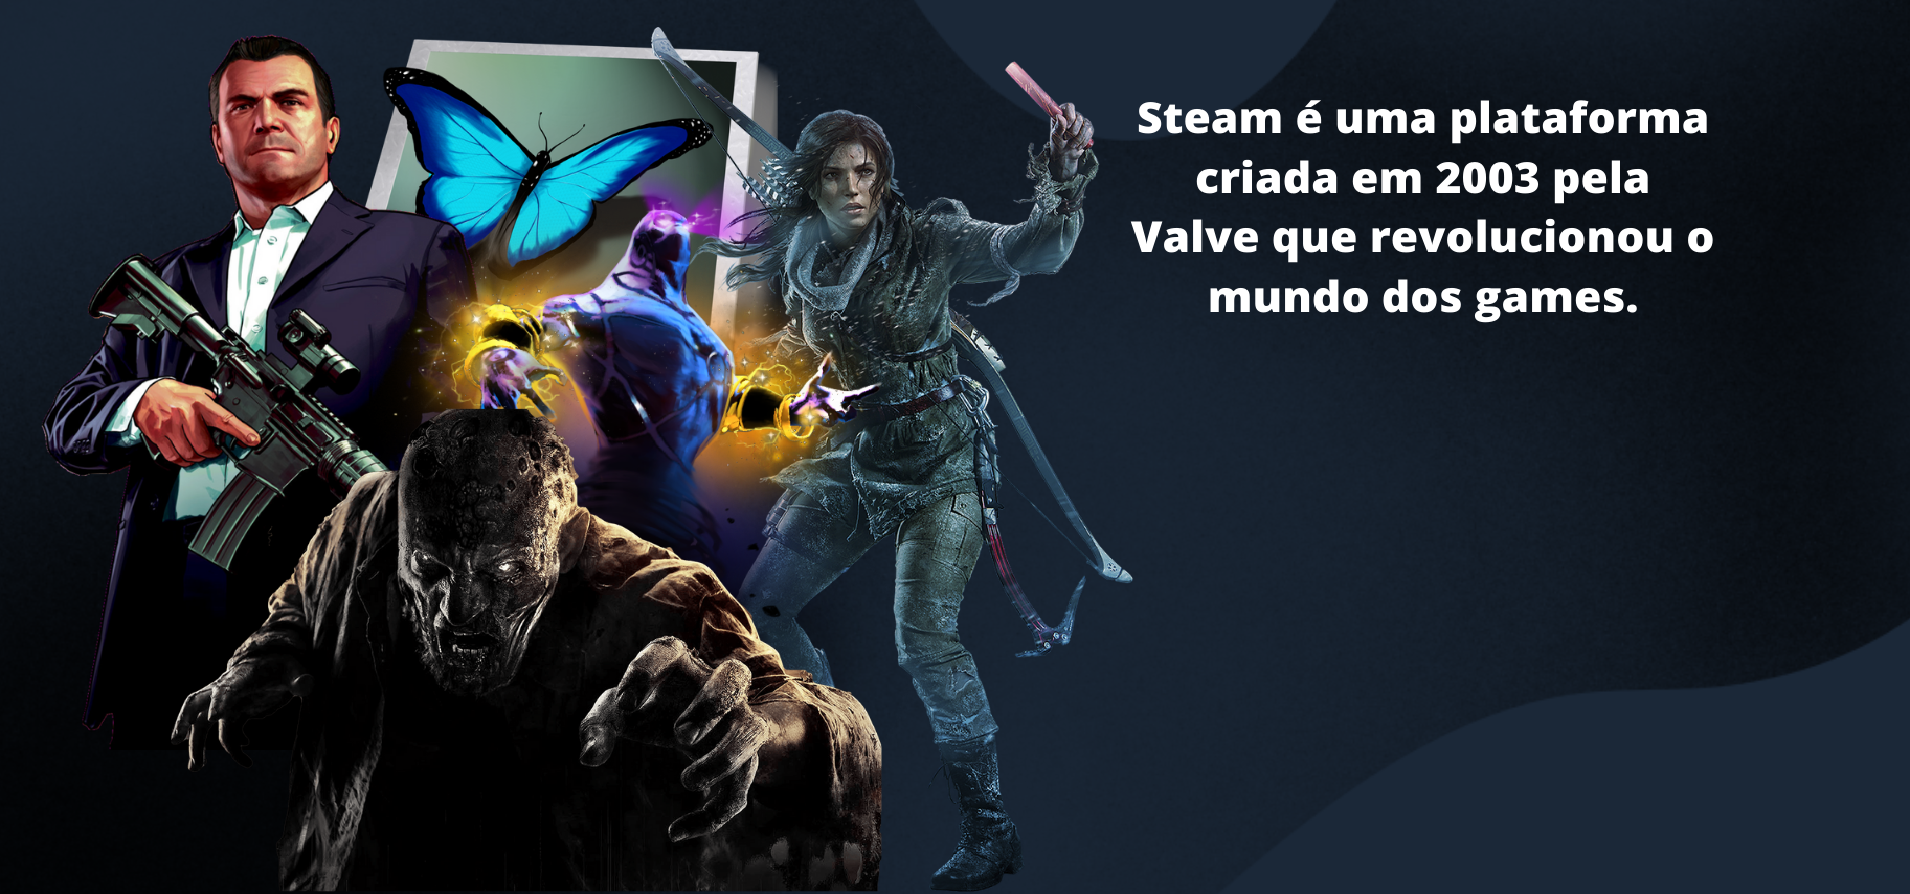 Steam é uma plataforma
criada em 2003 pela
Valve que revolucionou o
mundo dos games.